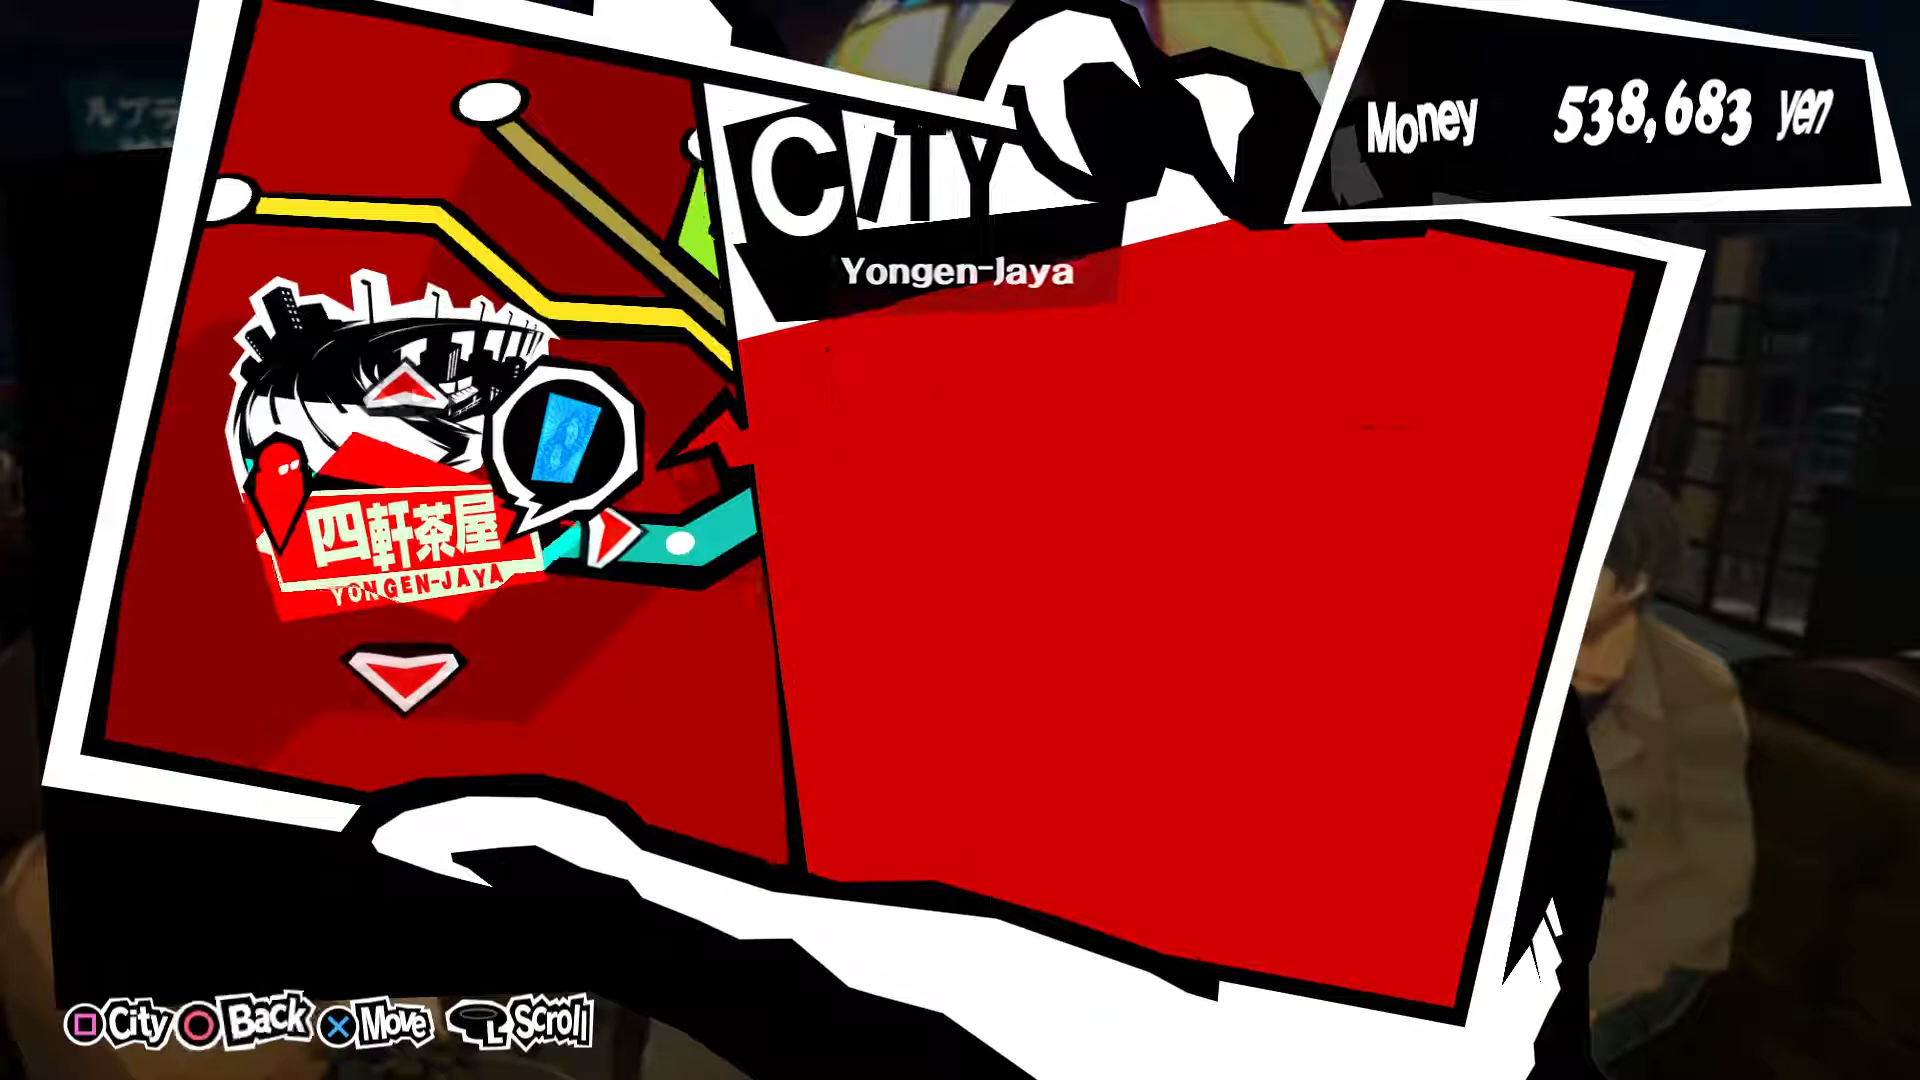 CITY
Money 538,683 yen
Yongen-Jaya
四軒茶屋
YONGEN-JAYA
City Back Move L Scroll